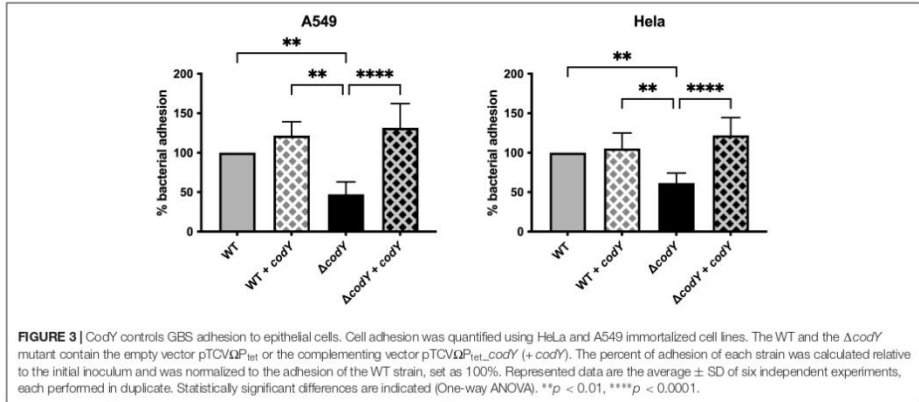 A549
Hela
** **
** **** ** ****
% bacterial adhesion
200
150
100
50
0
WT
WT + codY
ΔcodY
ΔcodY + codY
% bacterial adhesion
200
150
100
50
0
WT
WT + codY
ΔcodY
ΔcodY + codY
FIGURE 3 | CodY controls GBS adhesion to epithelial cells. Cell adhesion was quantified using HeLa and A549 immortalized cell lines. The WT and the ΔcodY
mutant contain the empty vector pTCVΩPtet or the complementing vector pTCVΩPtet_codY (+ codY). The percent of adhesion of each strain was calculated relative
to the initial inoculum and was normalized to the adhesion of the WT strain, set as 100%. Represented data are the average ± SD of six independent experiments,
each performed in duplicate. Statistically significant differences are indicated (One-way ANOVA). **p < 0.01, ****p < 0.0001.